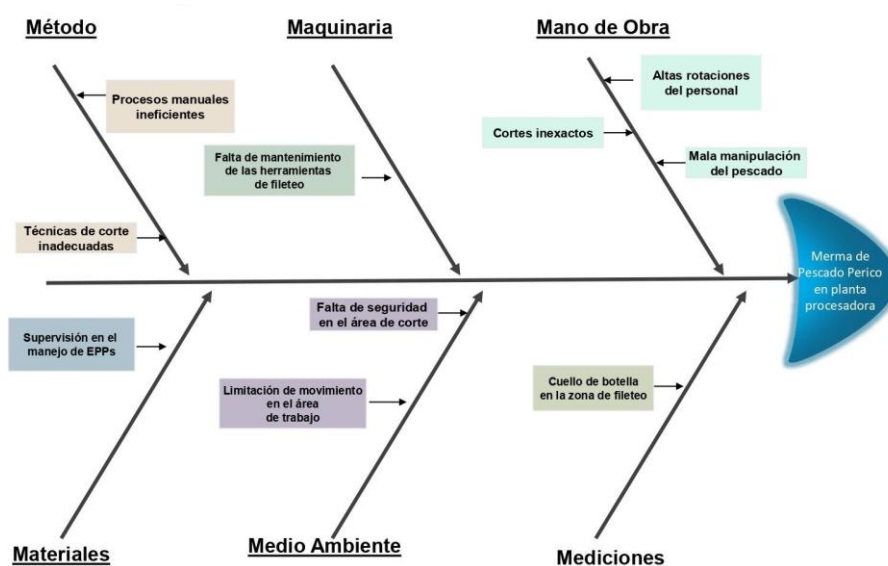 Método
Maquinaria
Mano de Obra
Procesos manuales
ineficientes
Altas rotaciones
del personal
Cortes inexactos
Falta de mantenimiento
de las herramientas
de fileteo
Mala manipulación
del pescado
Técnicas de corte
inadecuadas
Merma de
Pescado Perico
en planta
procesadora
Supervisión en el
manejo de EPPs
Falta de seguridad
en el área de corte
Limitación de movimiento
en el área
de trabajo
Cuello de botella
en la zona de fileteo
Materiales
Medio Ambiente
Mediciones